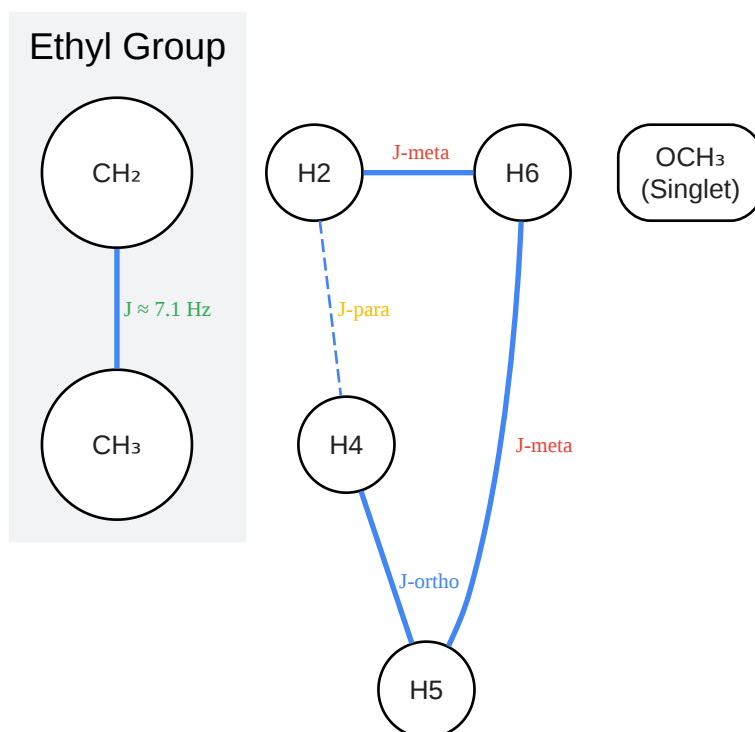 Ethyl Group
CH₂
J ≈ 7.1 Hz
CH₃
H2
J-meta
H6
J-para
H4
J-meta
J-ortho
H5
OCH₃
(Singlet)